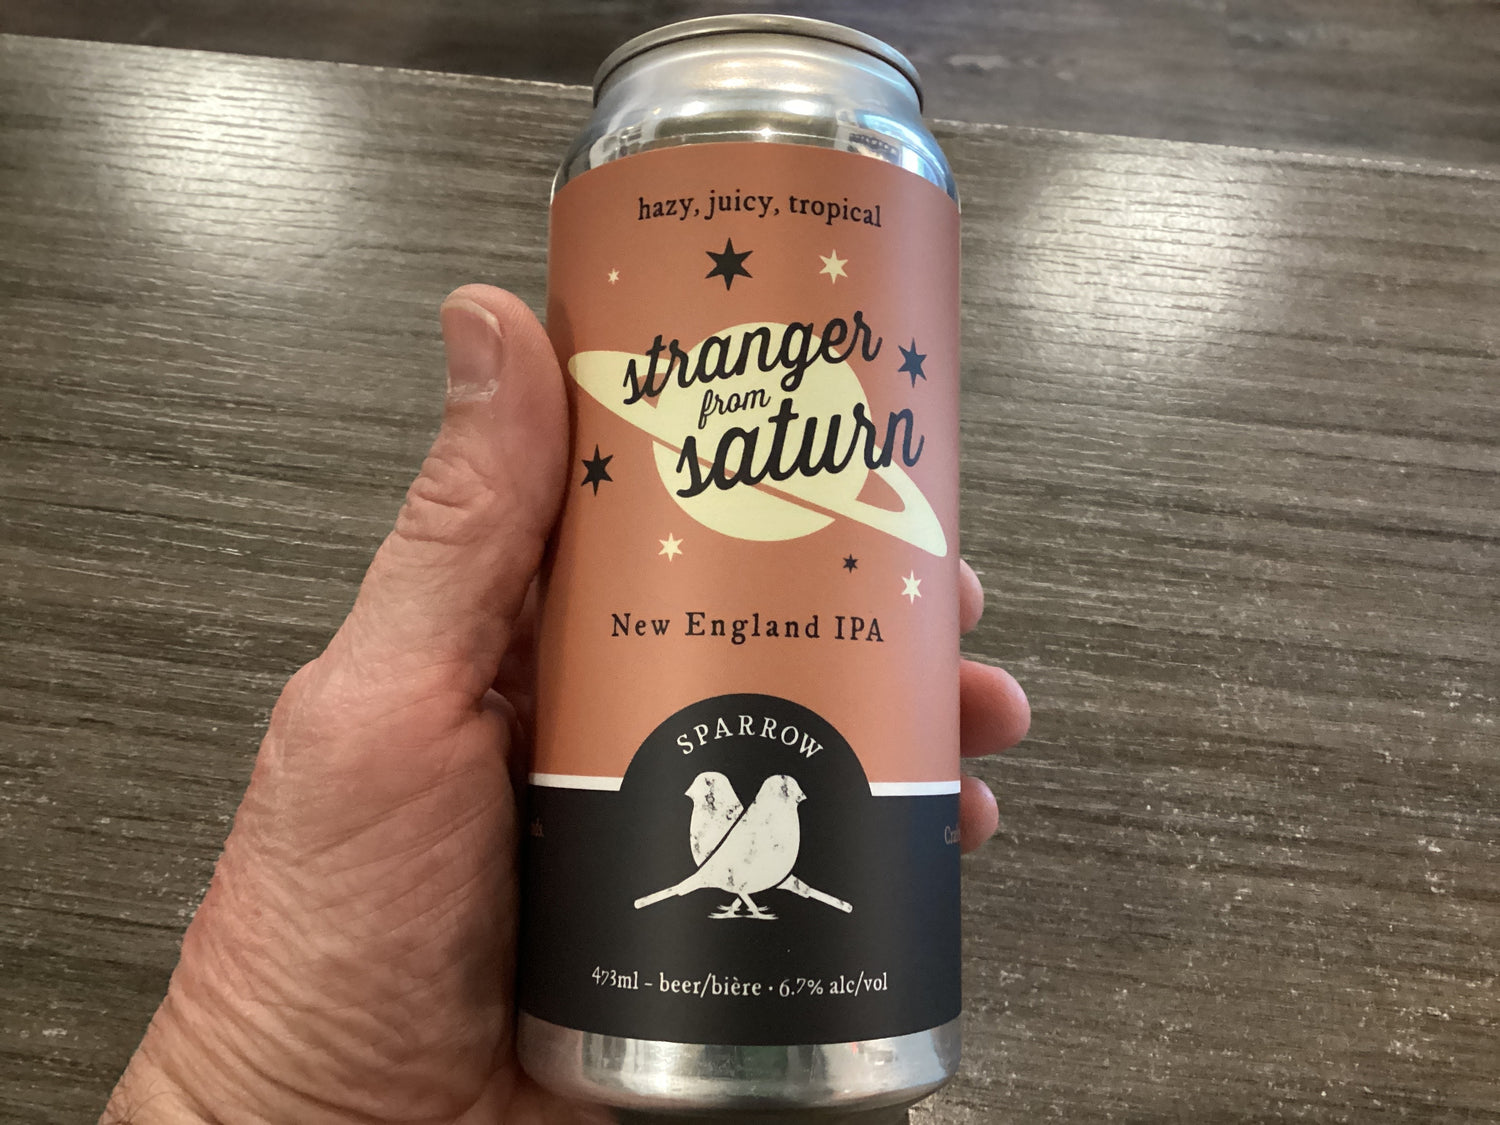 hazy, juicy, tropical
stranger
from
saturn
New England IPA
SPARROW
473ml - beer/bière · 6.7% alc/vol